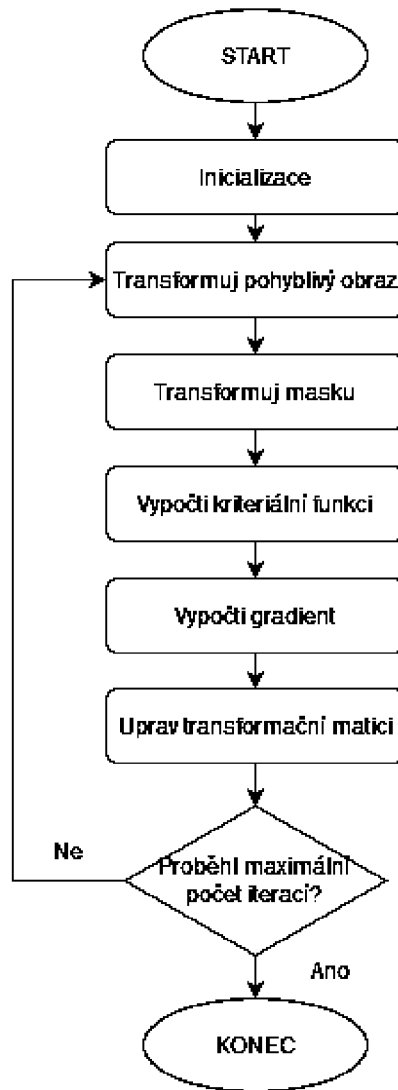 START
Inicializace
Transformuj pohyblivý obraz
Transformuj masku
Vypočti kriteriální funkci
Vypočti gradient
Uprav transformační matici
Ne
Proběhl maximální
počet iterací?
Ano
KONEC